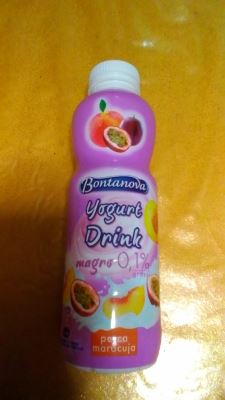 Bontanova
Yogurt
Drink
magro 0,1%
pesca
maracuja